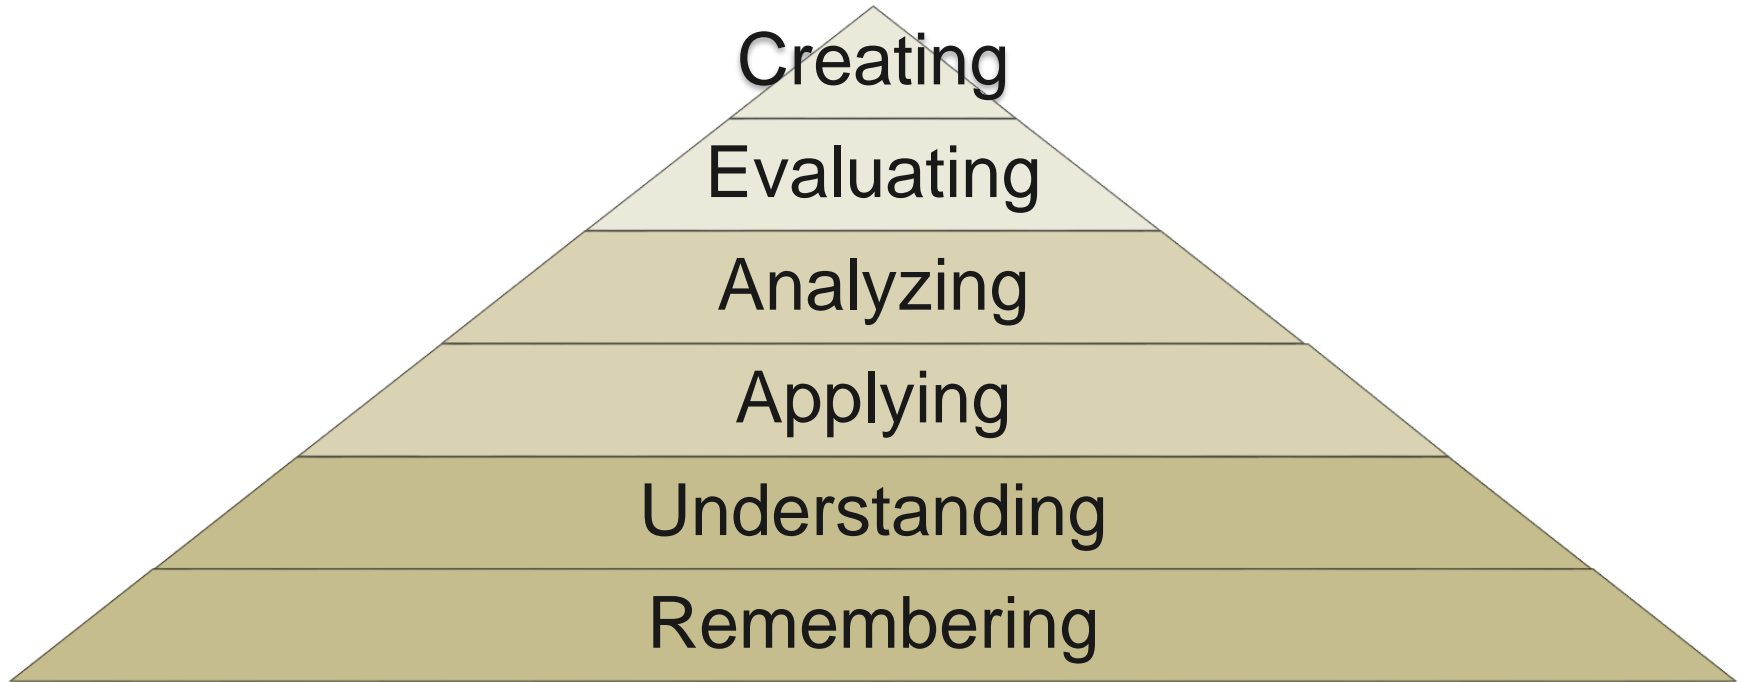 Creating
Evaluating
Analyzing
Applying
Understanding
Remembering